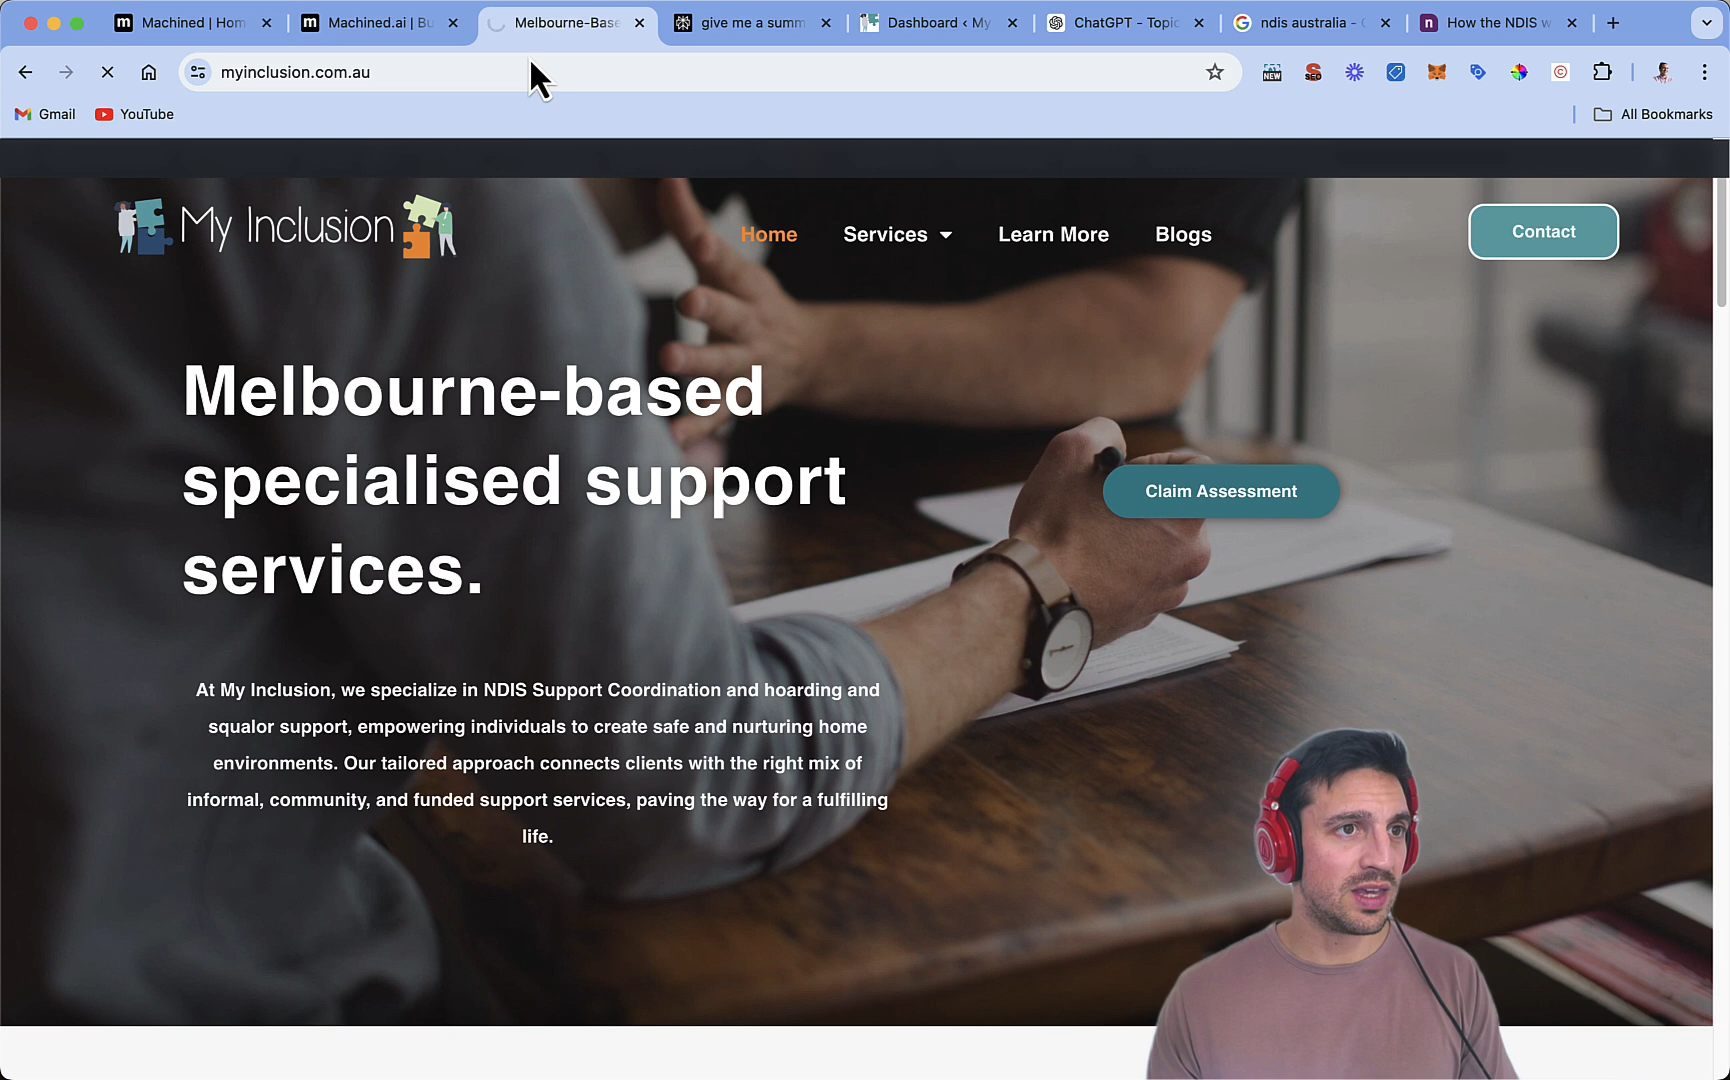 Machined | Hom
Machined.ai | Bu
Melbourne-Base
give me a summ
Dashboard ‹ My
ChatGPT - Topic
ndis australia -
How the NDIS w
myinclusion.com.au
NEW
SEO
Gmail
YouTube
All Bookmarks
My Inclusion
Home
Services
Learn More
Blogs
Contact
Melbourne-based
specialised support
services.
Claim Assessment
At My Inclusion, we specialize in NDIS Support Coordination and hoarding and
squalor support, empowering individuals to create safe and nurturing home
environments. Our tailored approach connects clients with the right mix of
informal, community, and funded support services, paving the way for a fulfilling
life.